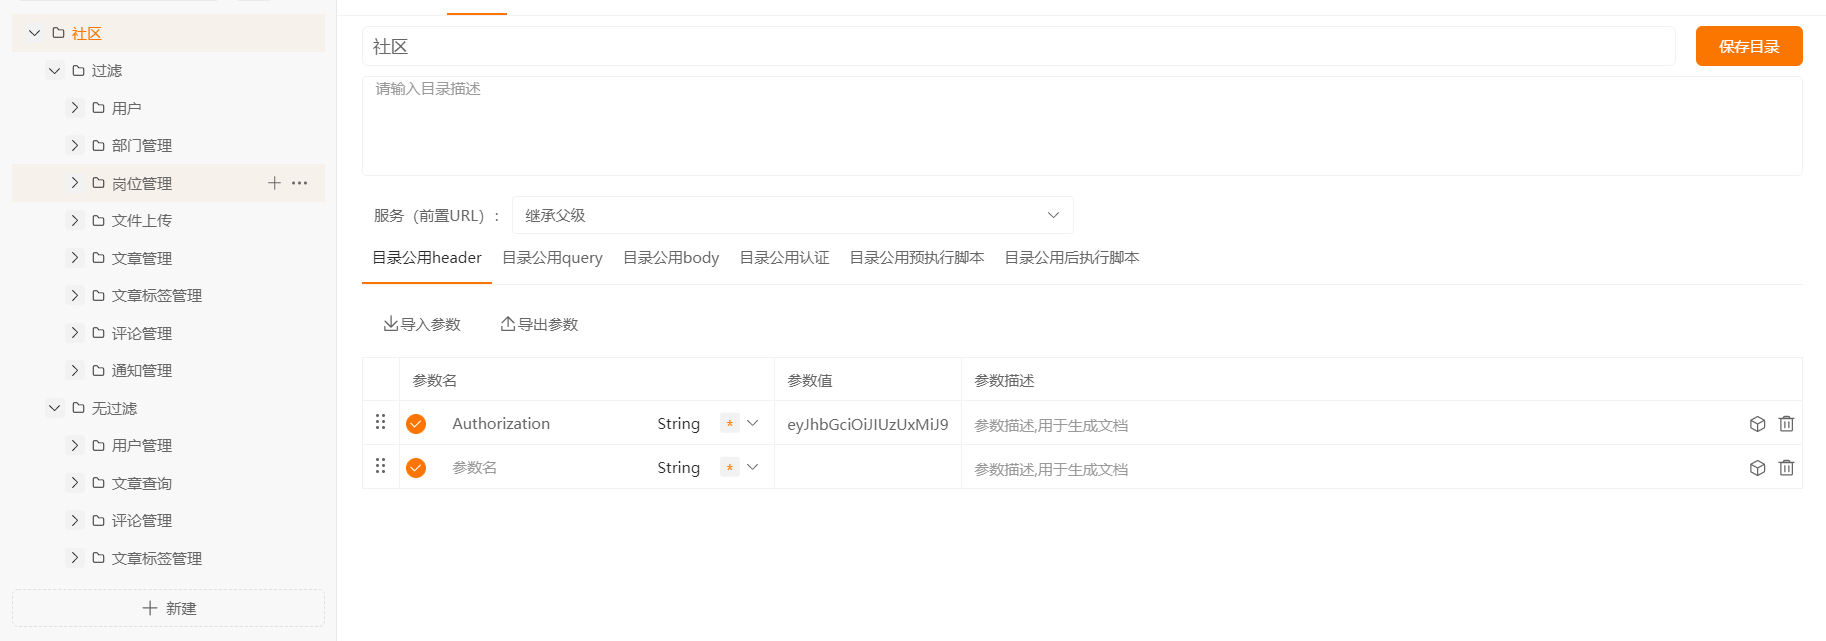 社区
过滤
用户
部门管理
岗位管理
文件上传
文章管理
文章标签管理
评论管理
通知管理
无过滤
用户管理
文章查询
评论管理
文章标签管理
新建
社区
保存目录
请输入目录描述
服务（前置URL）： 继承父级
目录公用header 目录公用query 目录公用body 目录公用认证 目录公用预执行脚本 目录公用后执行脚本
导入参数 导出参数
参数名 参数值 参数描述
Authorization String * eyJhbGciOiJIUzUxMiJ9 参数描述,用于生成文档
参数名 String * 参数描述,用于生成文档